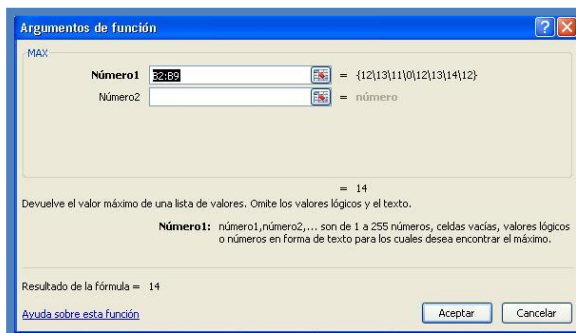 Argumentos de función
MAX
Número1 B2:B9 = {12\13\11\0\12\13\14\12}
Número2 = número
= 14
Devuelve el valor máximo de una lista de valores. Omite los valores lógicos y el texto.
Número1: número1,número2,... son de 1 a 255 números, celdas vacías, valores lógicos
o números en forma de texto para los cuales desea encontrar el máximo.
Resultado de la fórmula = 14
Ayuda sobre esta función Aceptar Cancelar